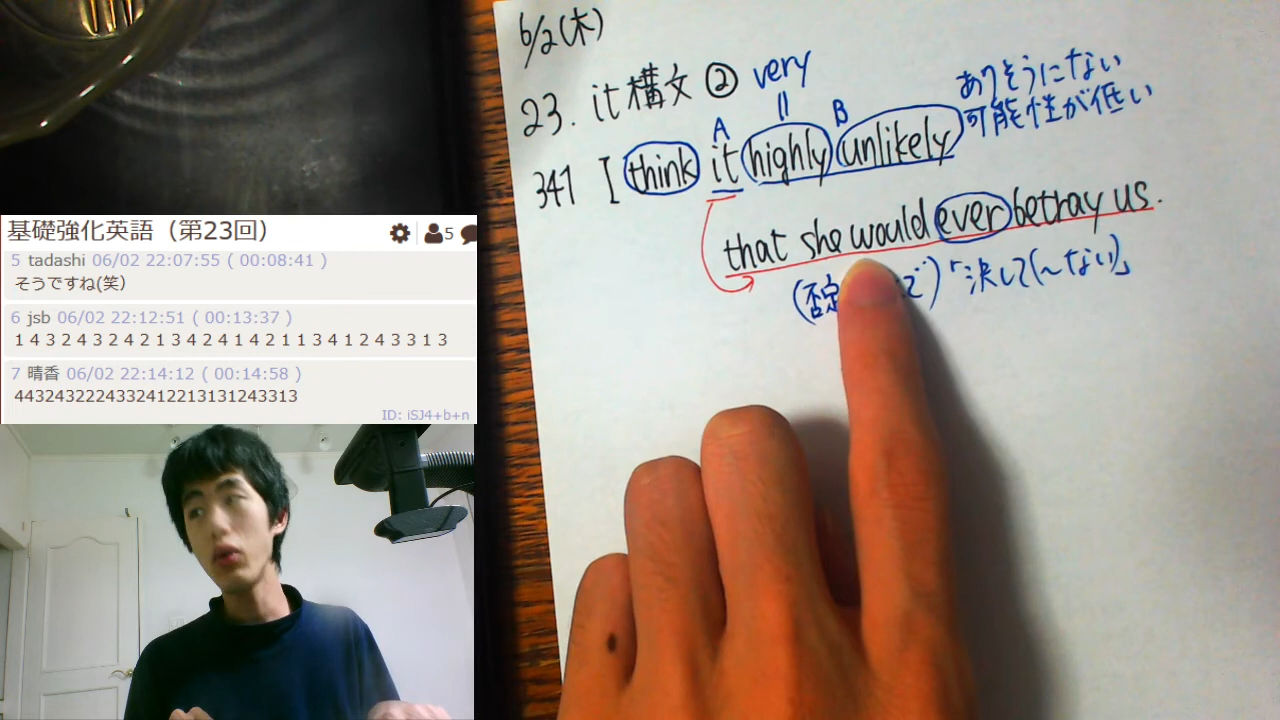 6/2(木)
23. it構文 ②
very
=
A
B
ありそうにない
可能性が低い
341 I think it highly unlikely
that she would ever betray us.
(否定 で)「決して(〜ない)」
基礎強化英語（第23回）
5
5 tadashi 06/02 22:07:55 ( 00:08:41 )
そうですね(笑）
6 jsb 06/02 22:12:51 ( 00:13:37 )
1 4 3 2 4 3 2 4 2 1 3 4 2 4 1 4 2 1 1 3 4 1 2 4 3 3 1 3
7 晴香 06/02 22:14:12 ( 00:14:58 )
4432432224332412213131243313
ID: iSJ4+b+n